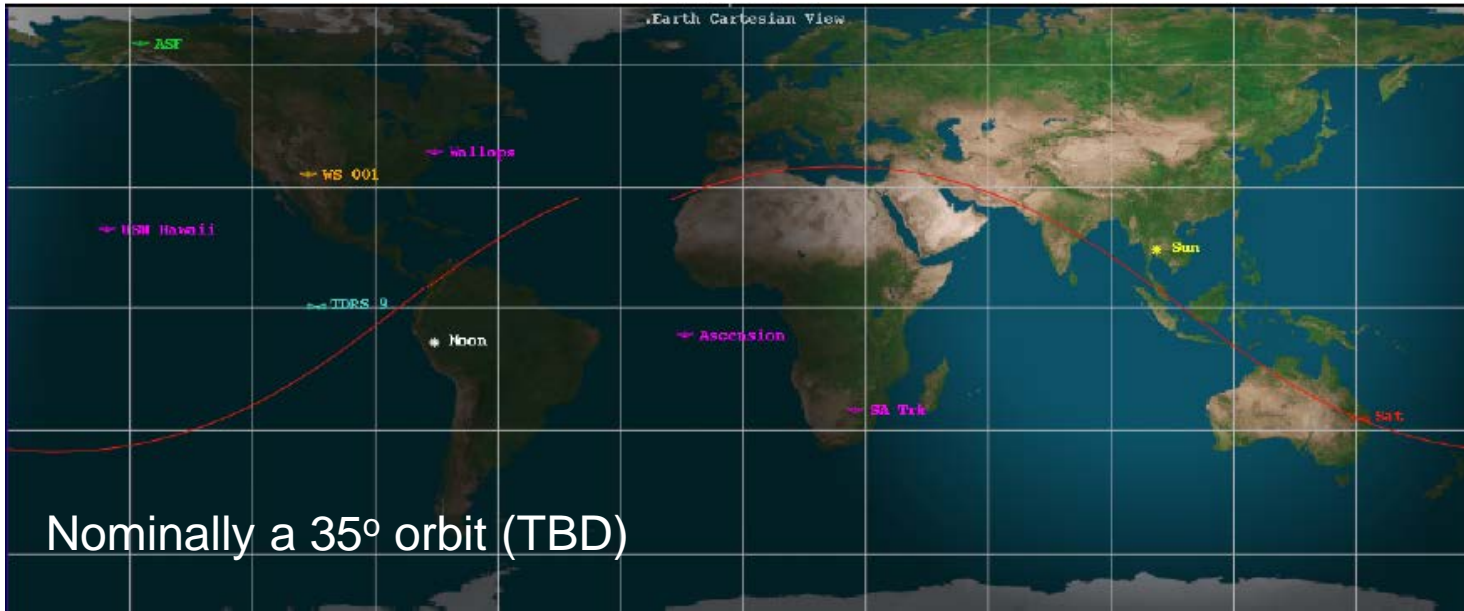 .Earth Cartesian View
ASF
Wallops
WS 001
USN Hawaii
Sun
TDRS 9
Moon
Ascension
SA Trk
Sat
Nominally a 35º orbit (TBD)